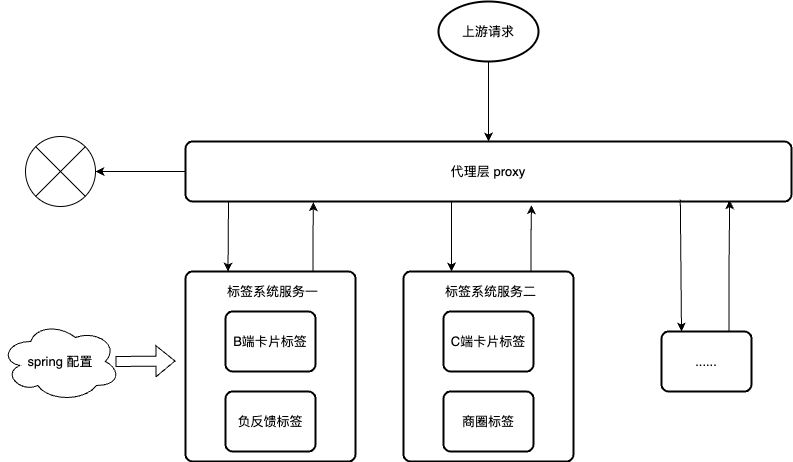 上游请求
代理层 proxy
标签系统服务一
标签系统服务二
B端卡片标签
C端卡片标签
spring 配置
......
负反馈标签
商圈标签